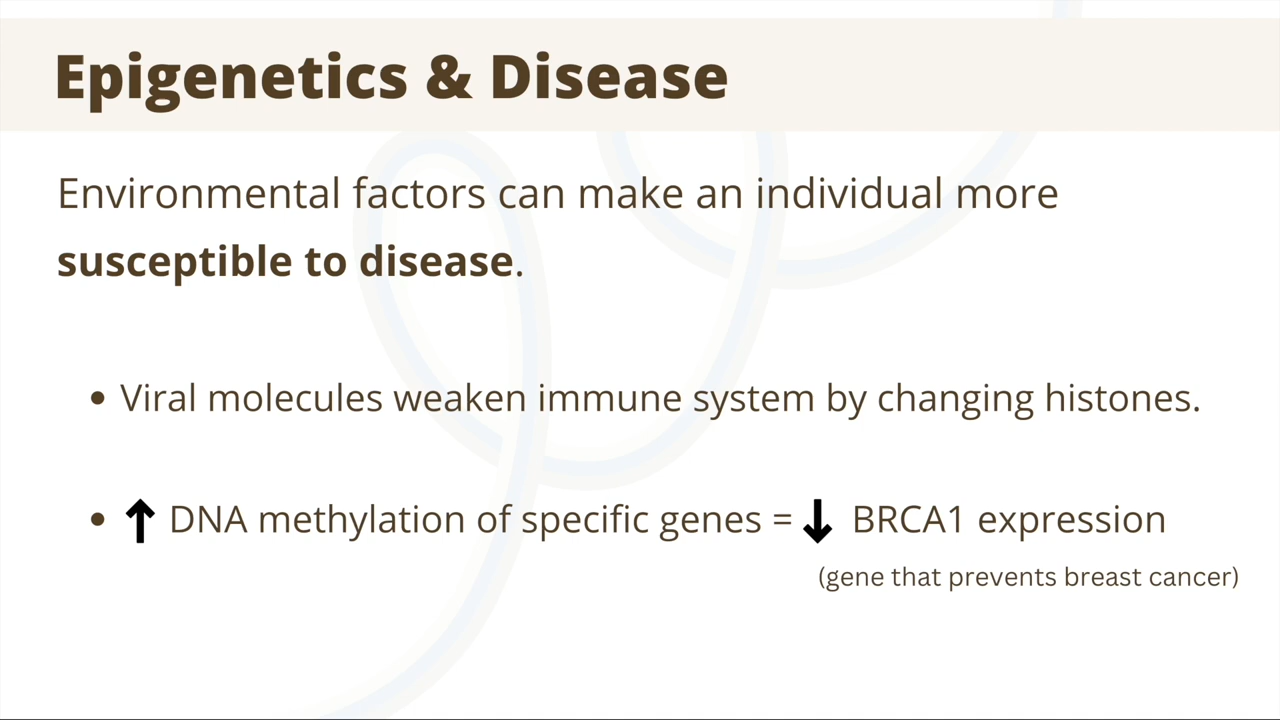 Epigenetics & Disease
Environmental factors can make an individual more
susceptible to disease.
• Viral molecules weaken immune system by changing histones.
• ↑ DNA methylation of specific genes = ↓ BRCA1 expression
(gene that prevents breast cancer)